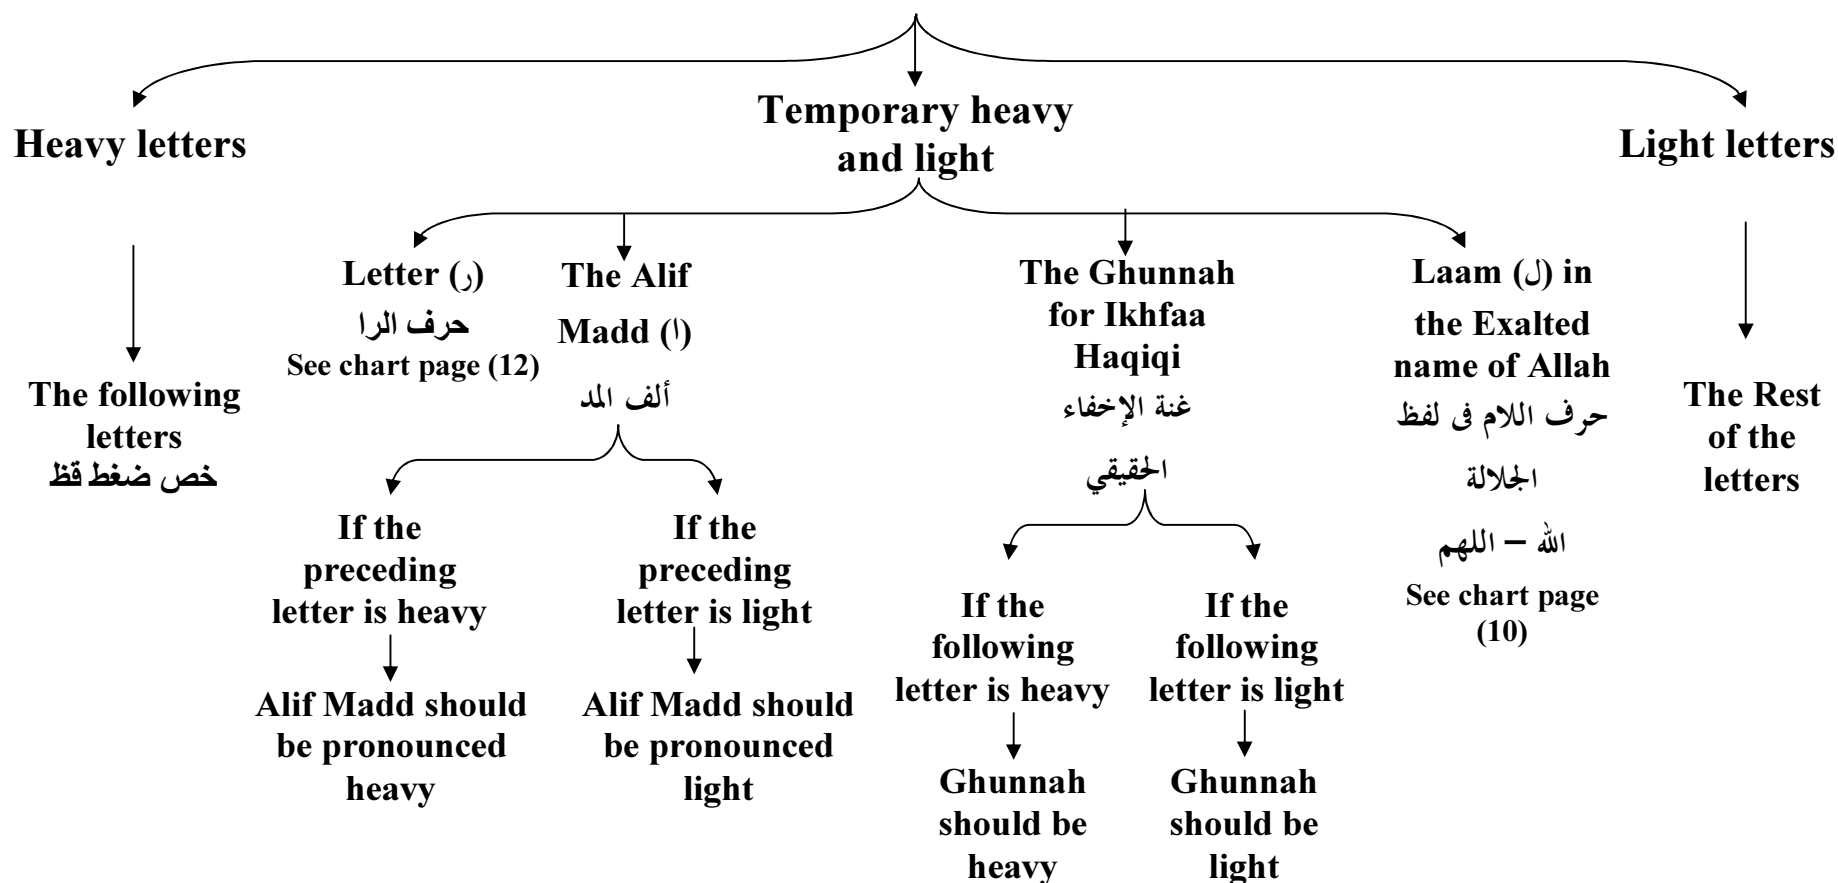 Heavy letters
Temporary heavy
and light
Light letters
The following
letters
خص ضغط قظ
Letter (ر)
حرف الرا
See chart page (12)
The Alif
Madd (ا)
ألف المد
If the
preceding
letter is heavy
Alif Madd should
be pronounced
heavy
If the
preceding
letter is light
Alif Madd should
be pronounced
light
The Ghunnah
for Ikhfaa
Haqiqi
غنة الإخفاء
الحقيقي
If the
following
letter is heavy
Ghunnah
should be
heavy
If the
following
letter is light
Ghunnah
should be
light
Laam (ل) in
the Exalted
name of Allah
حرف اللام فى لفظ
الجلالة
الله – اللهم
See chart page
(10)
The Rest
of the
letters